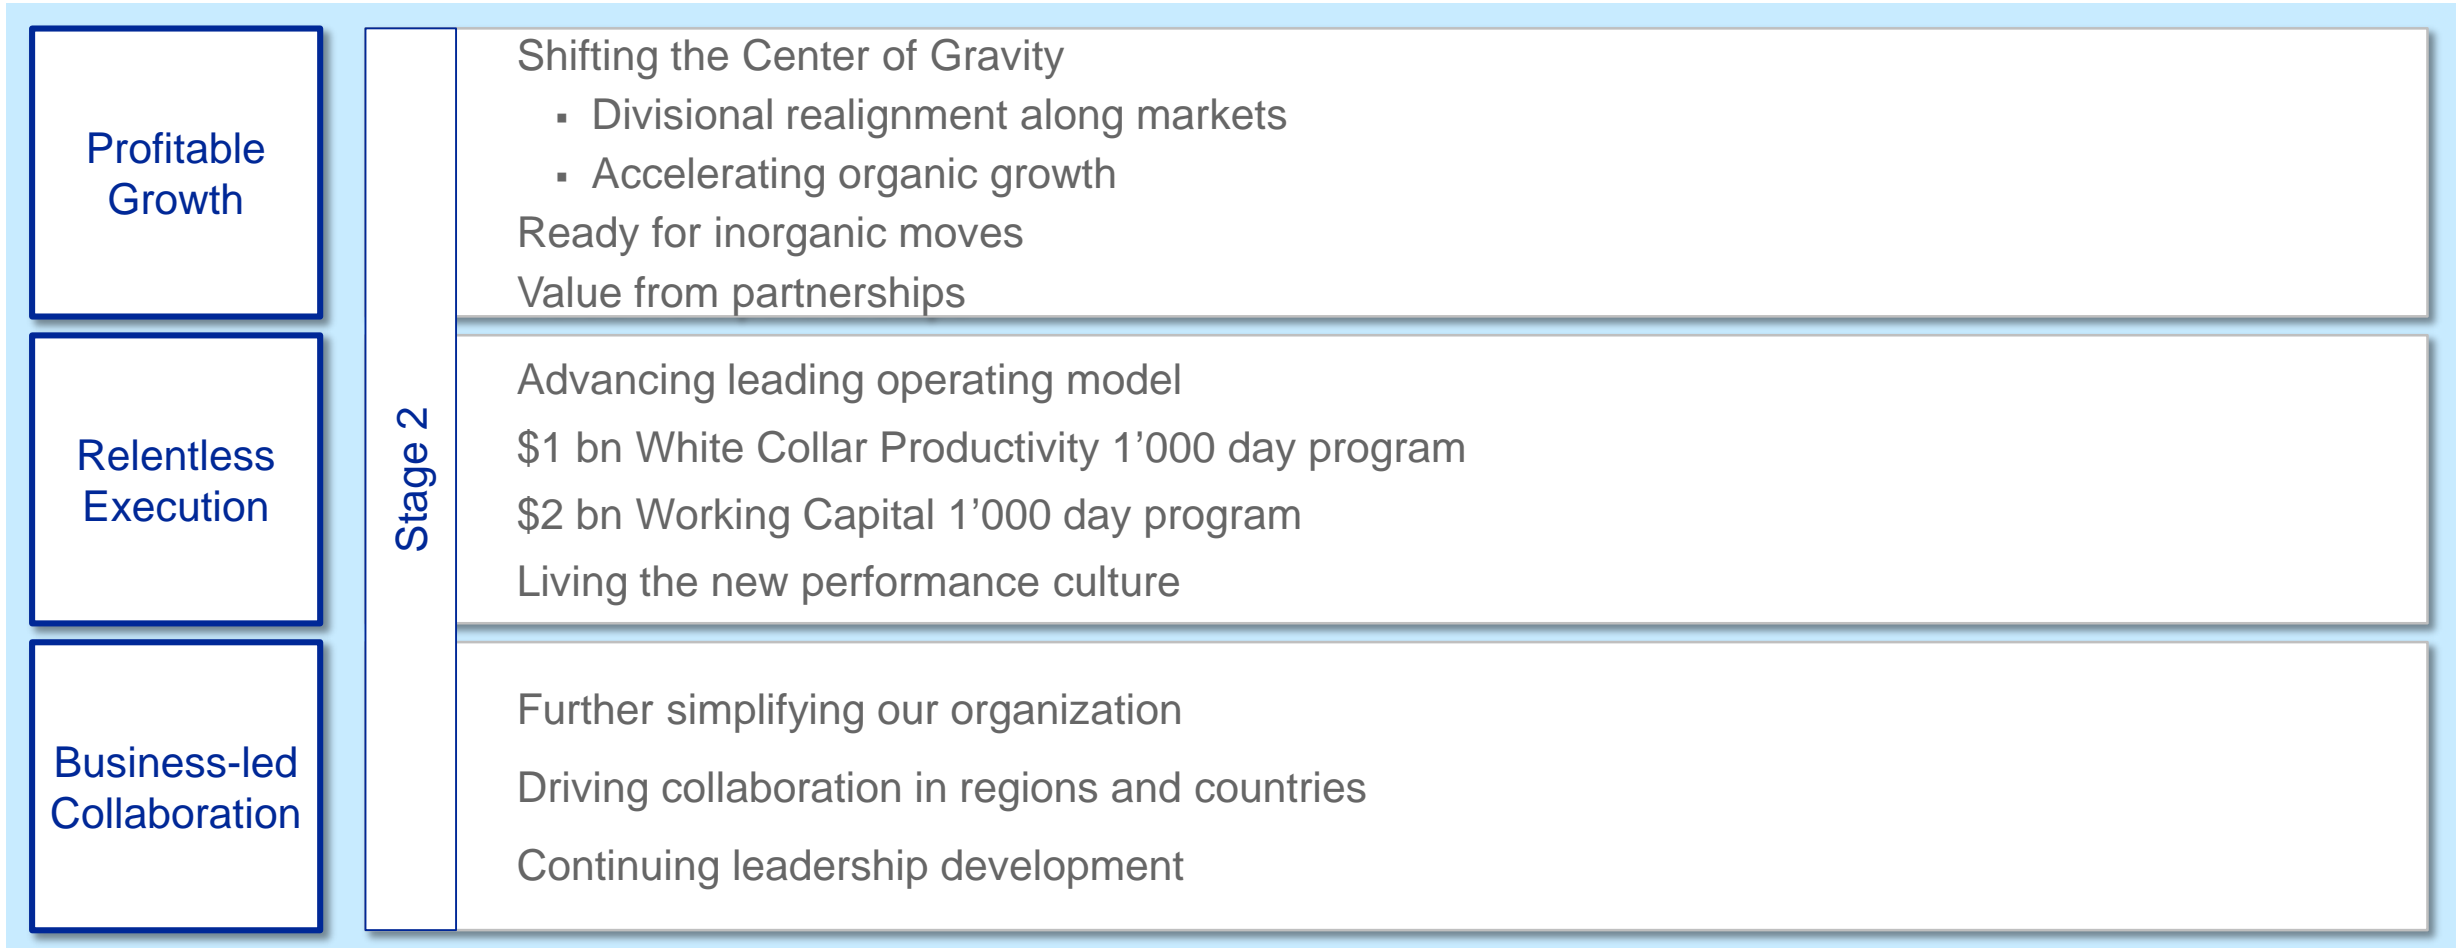 Profitable
Growth
Shifting the Center of Gravity
▪ Divisional realignment along markets
▪ Accelerating organic growth
Ready for inorganic moves
Value from partnerships
Stage 2
Relentless
Execution
Advancing leading operating model
$1 bn White Collar Productivity 1’000 day program
$2 bn Working Capital 1’000 day program
Living the new performance culture
Business-led
Collaboration
Further simplifying our organization
Driving collaboration in regions and countries
Continuing leadership development